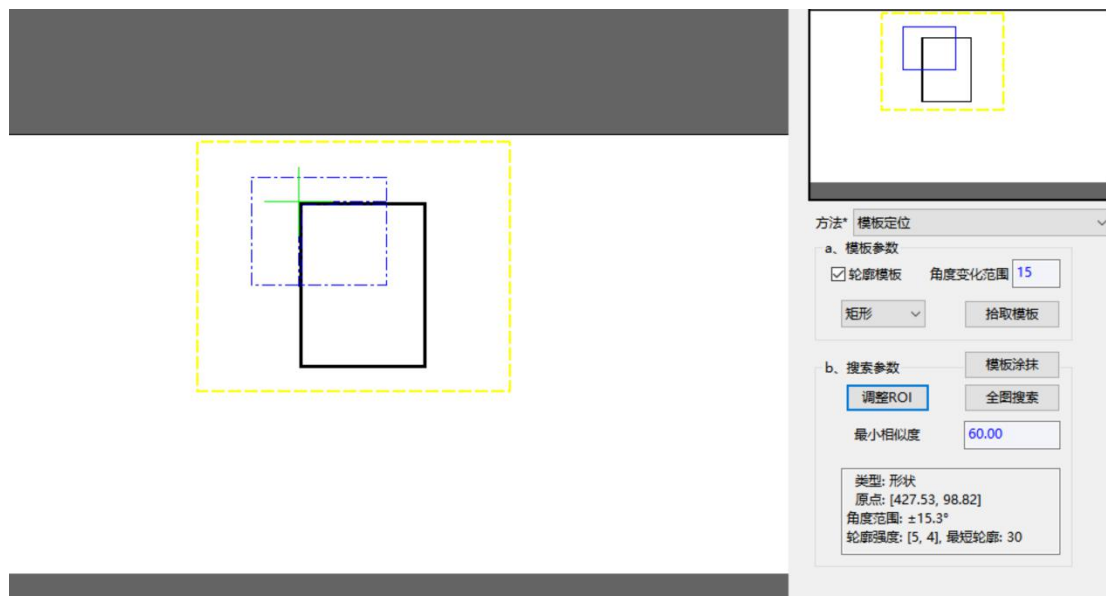 方法* 模板定位
a、模板参数
轮廓模板 角度变化范围 15
矩形 拾取模板
b、搜索参数 模板涂抹
调整ROI 全图搜索
最小相似度 60.00
类型: 形状
原点: [427.53, 98.82]
角度范围: ±15.3°
轮廓强度: [5, 4], 最短轮廓: 30